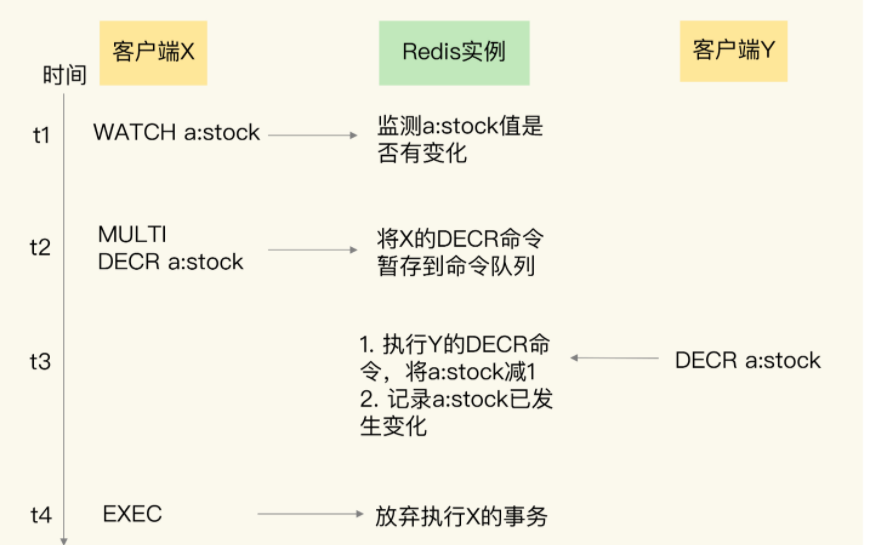 客户端X
Redis实例
客户端Y
时间
t1
WATCH a:stock
监测a:stock值是
否有变化
t2
MULTI
DECR a:stock
将X的DECR命令
暂存到命令队列
t3
1. 执行Y的DECR命
令，将a:stock减1
2. 记录a:stock已发
生变化
DECR a:stock
t4
EXEC
放弃执行X的事务